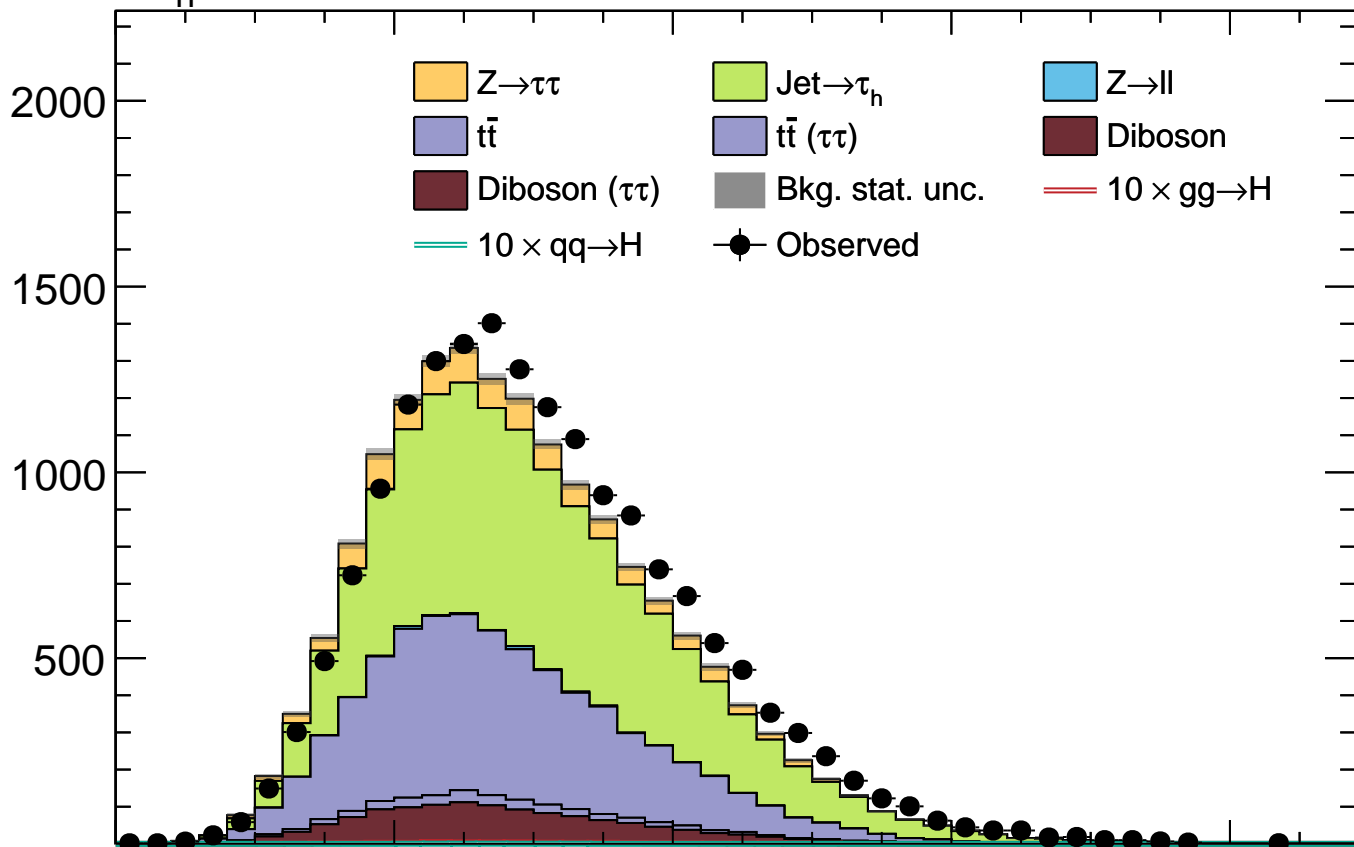 2000
Z→ττ Jet→τh Z→ll
tt̄ tt̄ (ττ) Diboson
Diboson (ττ) Bkg. stat. unc. 10 × gg→H
10 × qq→H Observed
1500
1000
500